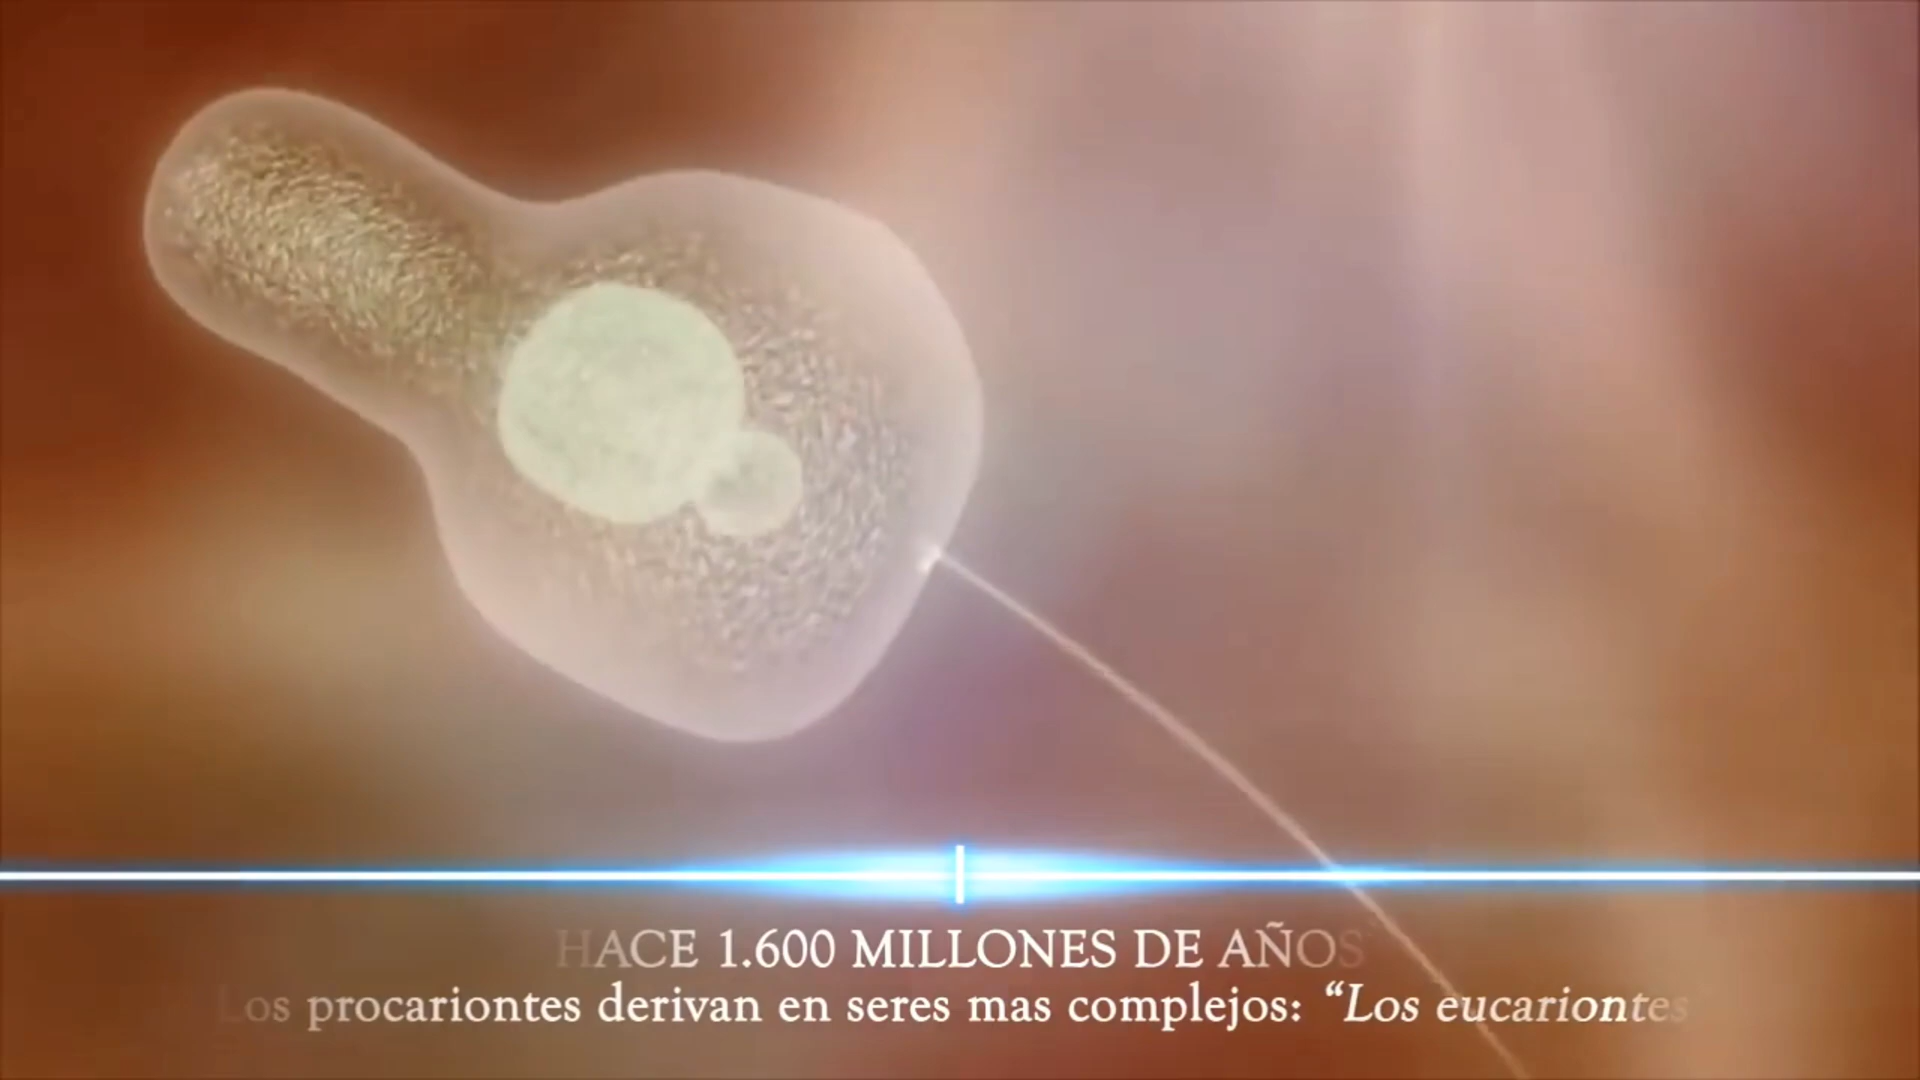 HACE 1.600 MILLONES DE AÑOS
Los procariontes derivan en seres mas complejos: “Los eucariontes”